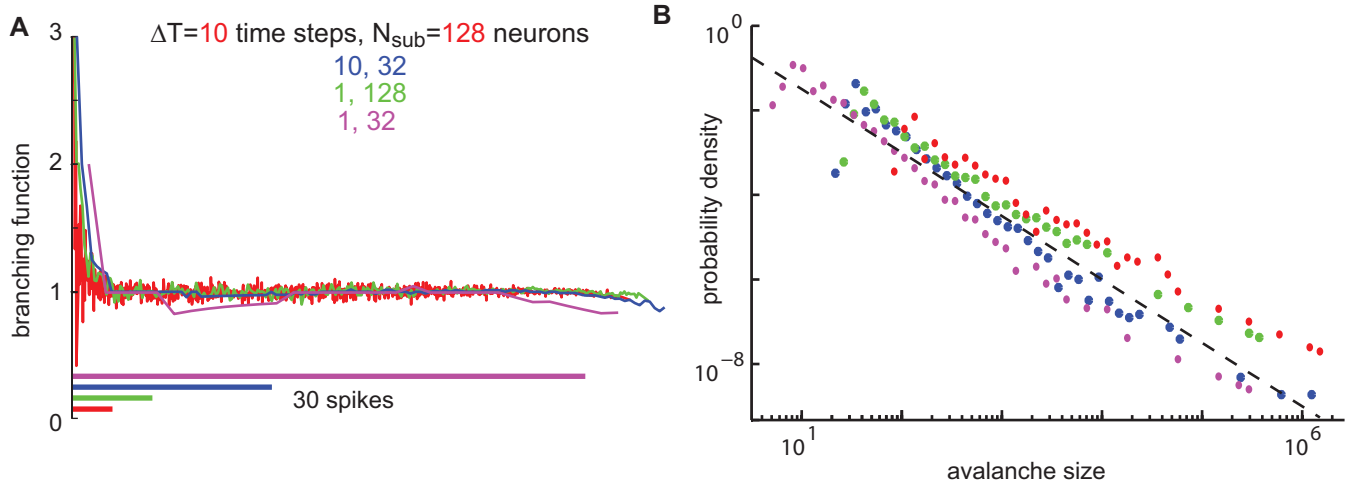 A
ΔT=10 time steps, Nsub=128 neurons
10, 32
1, 128
1, 32
3
2
1
0
branching function
30 spikes
B
10^0
10^-8
probability density
10^1
10^6
avalanche size